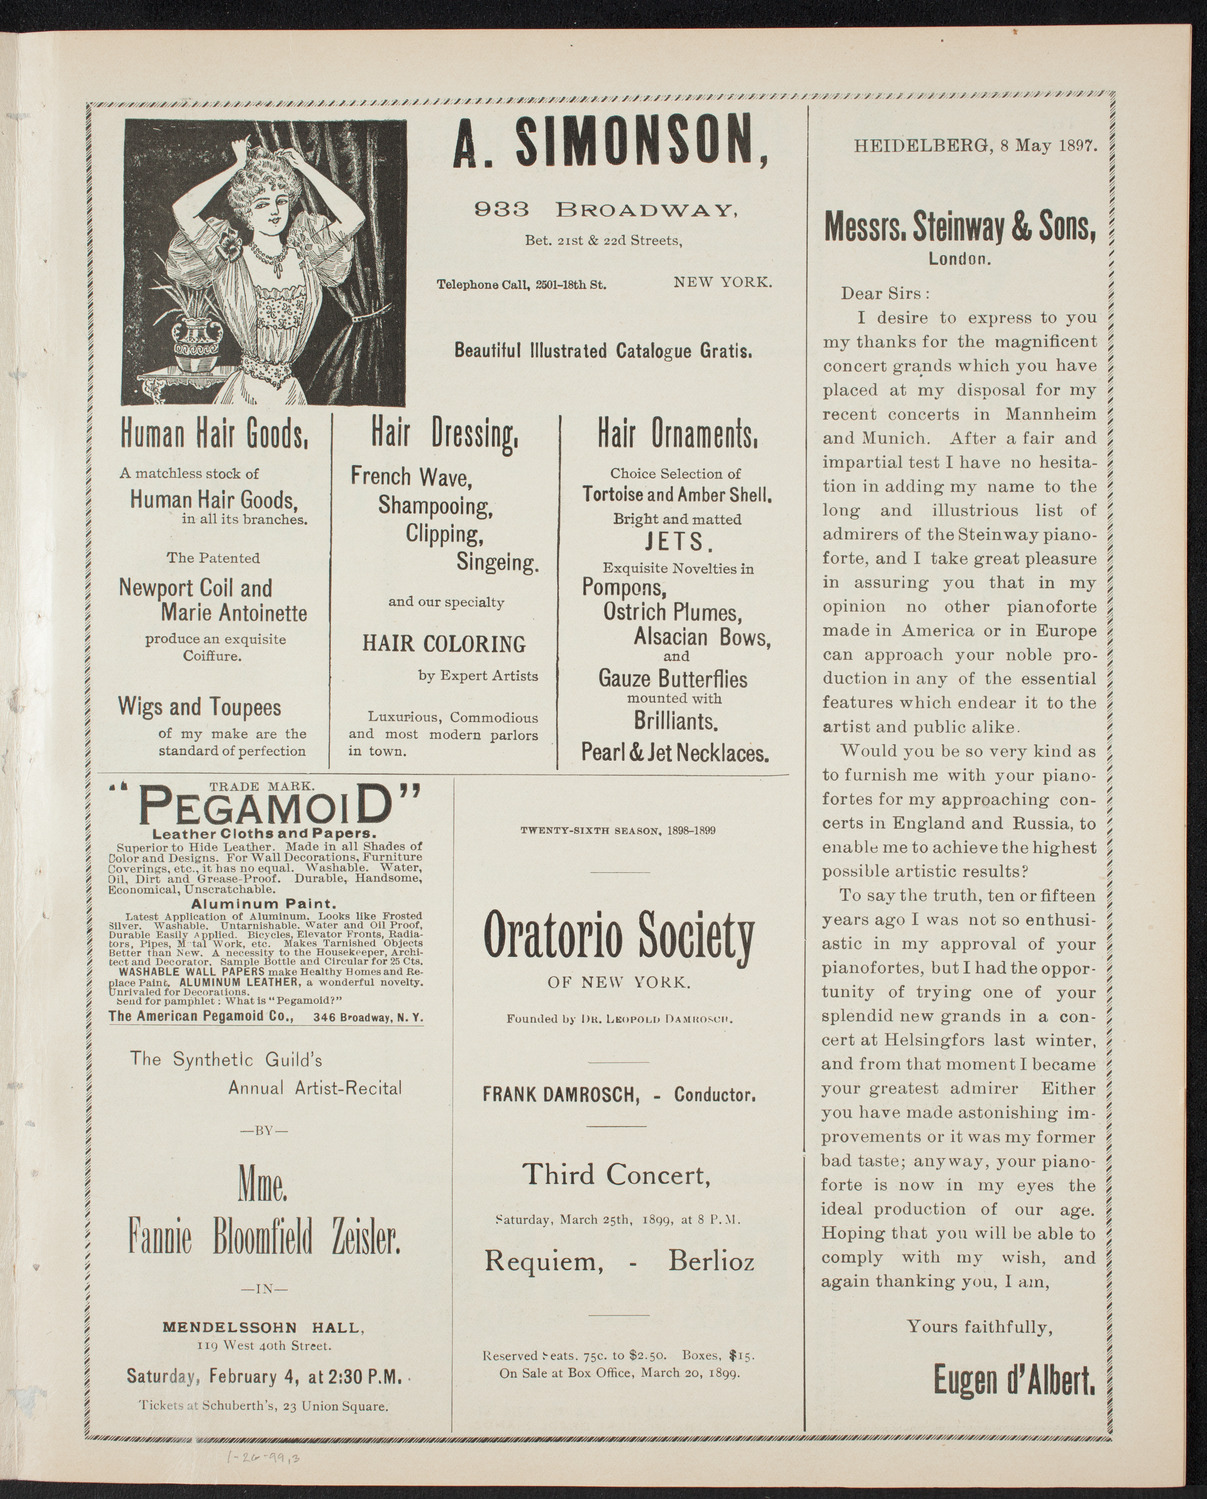 A. SIMONSON,
933 BROADWAY,
Bet. 21st & 22d Streets,
Telephone Call, 2501-18th St. NEW YORK.
Beautiful Illustrated Catalogue Gratis.
Human Hair Goods,
A matchless stock of
Human Hair Goods,
in all its branches.
The Patented
Newport Coil and
Marie Antoinette
produce an exquisite
Coiffure.
Wigs and Toupees
of my make are the
standard of perfection
Hair Dressing,
French Wave,
Shampooing,
Clipping,
Singeing.
and our specialty
HAIR COLORING
by Expert Artists
Luxurious, Commodious
and most modern parlors
in town.
Hair Ornaments,
Choice Selection of
Tortoise and Amber Shell.
Bright and matted
JETS.
Exquisite Novelties in
Pompons,
Ostrich Plumes,
Alsacian Bows,
and
Gauze Butterflies
mounted with
Brilliants.
Pearl & Jet Necklaces.
TRADE MARK.
"PEGAMOID"
Leather Cloths and Papers.
Superior to Hide Leather. Made in all Shades of
Color and Designs. For Wall Decorations, Furniture
Coverings, etc., it has no equal. Washable. Water,
Oil, Dirt and Grease-Proof. Durable, Handsome,
Economical, Unscratchable.
Aluminum Paint.
Latest Application of Aluminum. Looks like Frosted
Silver. Washable. Untarnishable. Water and Oil Proof,
Durable Easily Applied. Bicycles, Elevator Fronts, Radia-
tors, Pipes, M tal Work, etc. Makes Tarnished Objects
Better than New. A necessity to the Housekeeper, Archi-
tect and Decorator. Sample Bottle and Circular for 25 Cts.
WASHABLE WALL PAPERS make Healthy Homes and Re-
place Paint. ALUMINUM LEATHER, a wonderful novelty.
Unrivaled for Decorations.
Send for pamphlet: What is "Pegamoid?"
The American Pegamoid Co., 346 Broadway, N. Y.
The Synthetic Guild's
Annual Artist-Recital
—BY—
Mme.
Fannie Bloomfield Zeisler.
—IN—
MENDELSSOHN HALL,
119 West 40th Street.
Saturday, February 4, at 2:30 P.M.
Tickets at Schuberth's, 23 Union Square.
TWENTY-SIXTH SEASON, 1898-1899
Oratorio Society
OF NEW YORK.
Founded by DR. LEOPOLD DAMROSCH.
FRANK DAMROSCH, - Conductor.
Third Concert,
Saturday, March 25th, 1899, at 8 P.M.
Requiem, - Berlioz
Reserved Seats. 75c. to $2.50. Boxes, $15.
On Sale at Box Office, March 20, 1899.
HEIDELBERG, 8 May 1897.
Messrs. Steinway & Sons,
London.
Dear Sirs:
I desire to express to you
my thanks for the magnificent
concert grands which you have
placed at my disposal for my
recent concerts in Mannheim
and Munich. After a fair and
impartial test I have no hesita-
tion in adding my name to the
long and illustrious list of
admirers of the Steinway piano-
forte, and I take great pleasure
in assuring you that in my
opinion no other pianoforte
made in America or in Europe
can approach your noble pro-
duction in any of the essential
features which endear it to the
artist and public alike.
Would you be so very kind as
to furnish me with your piano-
fortes for my approaching con-
certs in England and Russia, to
enable me to achieve the highest
possible artistic results?
To say the truth, ten or fifteen
years ago I was not so enthusi-
astic in my approval of your
pianofortes, but I had the oppor-
tunity of trying one of your
splendid new grands in a con-
cert at Helsingfors last winter,
and from that moment I became
your greatest admirer Either
you have made astonishing im-
provements or it was my former
bad taste; anyway, your piano-
forte is now in my eyes the
ideal production of our age.
Hoping that you will be able to
comply with my wish, and
again thanking you, I am,
Yours faithfully,
Eugen d'Albert.
1-26-99,3